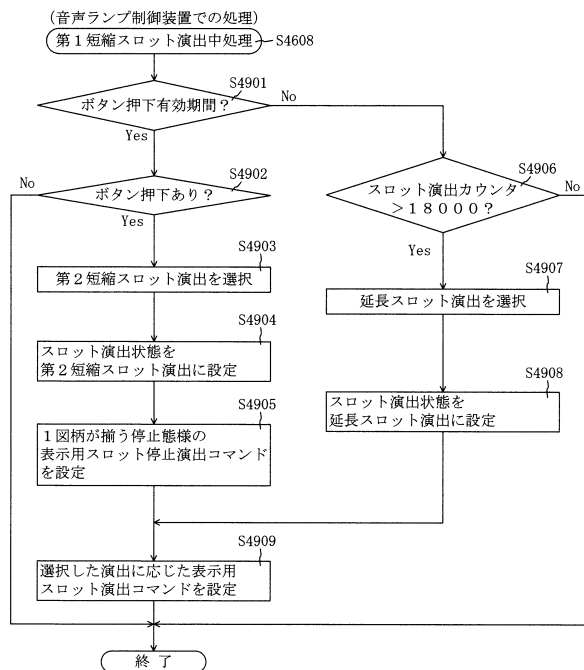 (音声ランプ制御装置での処理)
第１短縮スロット演出中処理
S4608
S4901
ボタン押下有効期間？
No
Yes
S4902
No
ボタン押下あり？
Yes
S4906
スロット演出カウンタ
＞１８０００？
No
Yes
S4903
第２短縮スロット演出を選択
S4907
延長スロット演出を選択
S4904
スロット演出状態を
第２短縮スロット演出に設定
S4908
スロット演出状態を
延長スロット演出に設定
S4905
１図柄が揃う停止態様の
表示用スロット停止演出コマンド
を設定
S4909
選択した演出に応じた表示用
スロット演出コマンドを設定
終 了